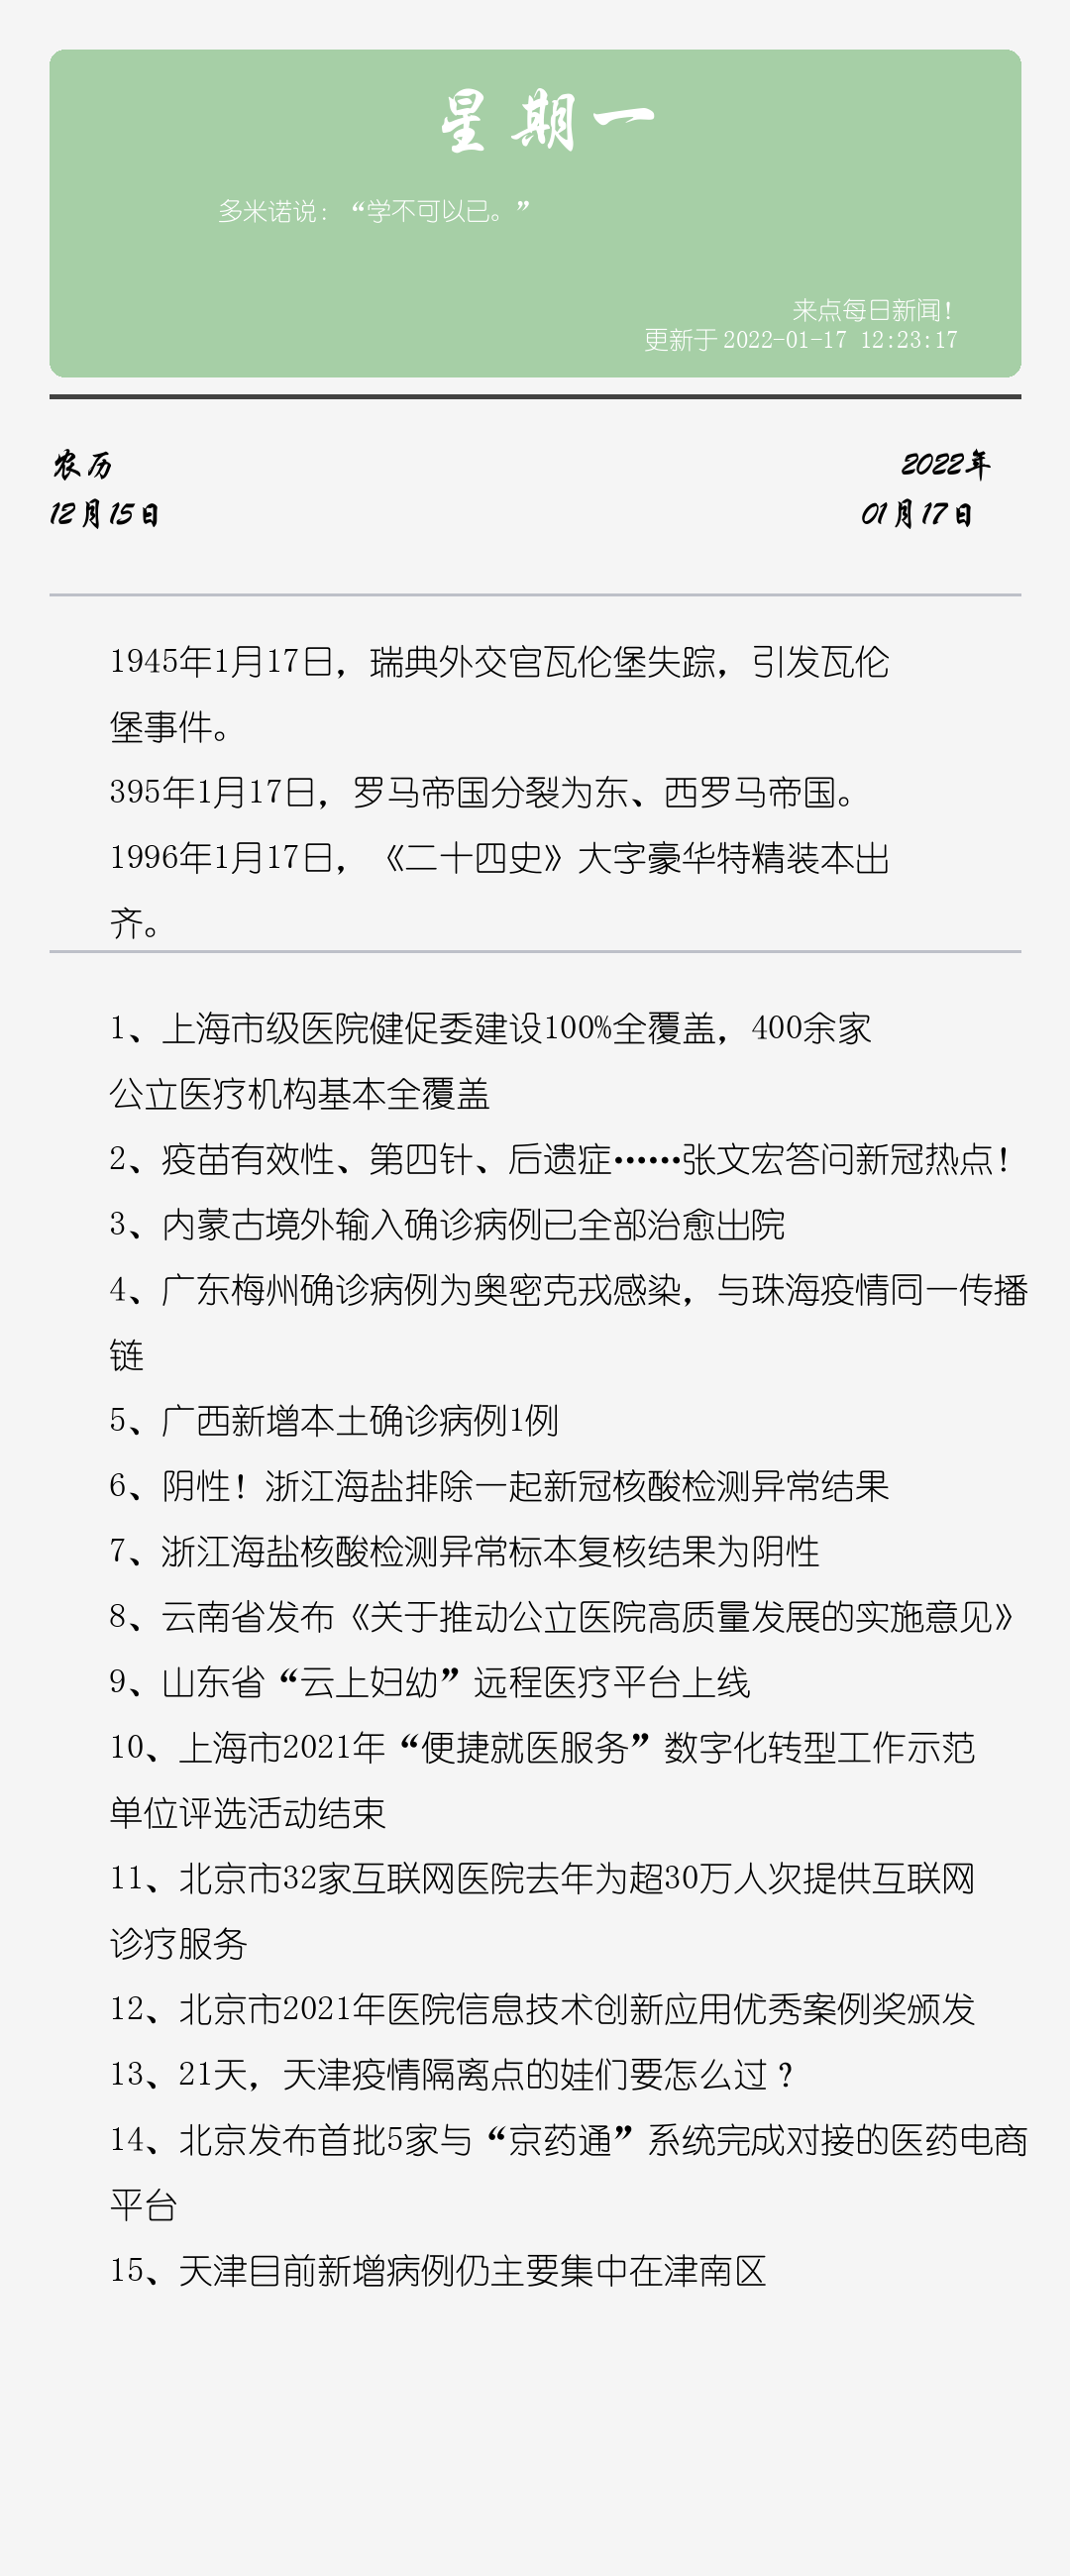 星期一
多米诺说：“学不可以已。”
来点每日新闻！
更新于 2022-01-17 12:23:17
农历
2022年
12月15日
01月17日
1945年1月17日，瑞典外交官瓦伦堡失踪，引发瓦伦
堡事件。
395年1月17日，罗马帝国分裂为东、西罗马帝国。
1996年1月17日，《二十四史》大字豪华特精装本出
齐。
1、上海市级医院健促委建设100%全覆盖，400余家
公立医疗机构基本全覆盖
2、疫苗有效性、第四针、后遗症……张文宏答问新冠热点！
3、内蒙古境外输入确诊病例已全部治愈出院
4、广东梅州确诊病例为奥密克戎感染，与珠海疫情同一传播
链
5、广西新增本土确诊病例1例
6、阴性！浙江海盐排除一起新冠核酸检测异常结果
7、浙江海盐核酸检测异常标本复核结果为阴性
8、云南省发布《关于推动公立医院高质量发展的实施意见》
9、山东省“云上妇幼”远程医疗平台上线
10、上海市2021年“便捷就医服务”数字化转型工作示范
单位评选活动结束
11、北京市32家互联网医院去年为超30万人次提供互联网
诊疗服务
12、北京市2021年医院信息技术创新应用优秀案例奖颁发
13、21天，天津疫情隔离点的娃们要怎么过？
14、北京发布首批5家与“京药通”系统完成对接的医药电商
平台
15、天津目前新增病例仍主要集中在津南区